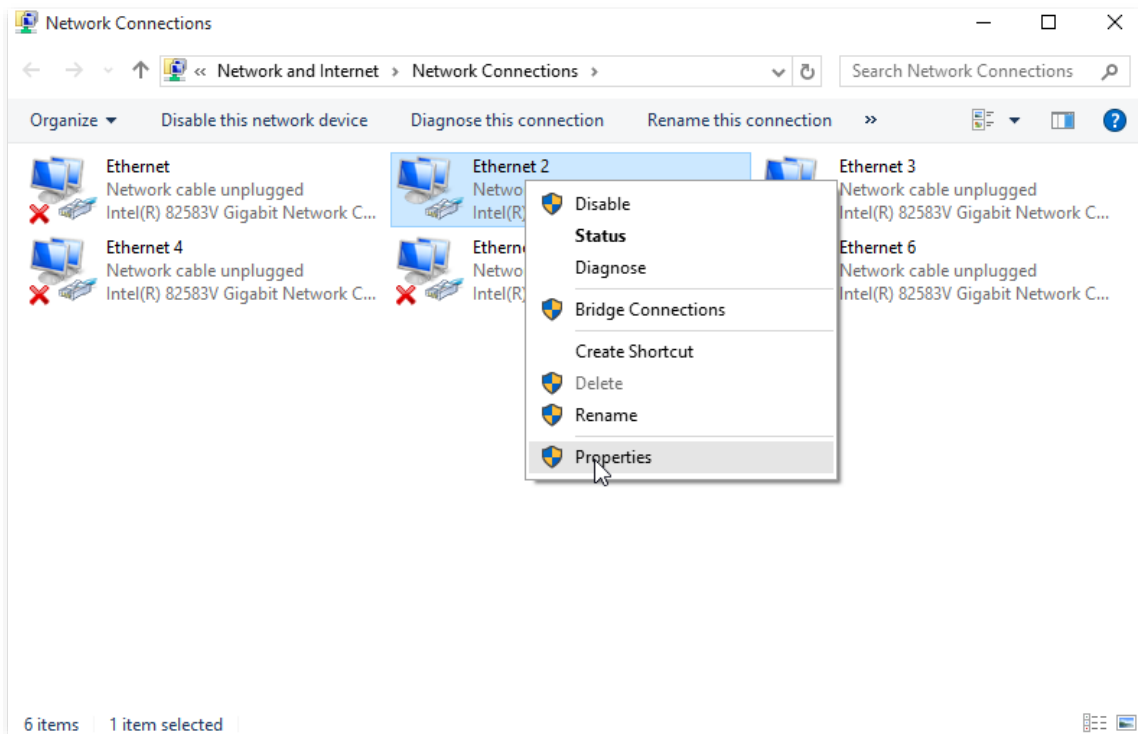 Network Connections
« Network and Internet > Network Connections >
Search Network Connections
Organize
Disable this network device
Diagnose this connection
Rename this connection
»
?
Ethernet
Network cable unplugged
Intel(R) 82583V Gigabit Network C...
Ethernet 2
Netwo
Intel(R)
Ethernet 3
Network cable unplugged
Intel(R) 82583V Gigabit Network C...
Ethernet 4
Network cable unplugged
Intel(R) 82583V Gigabit Network C...
Ethern
Netwo
Intel(R)
Ethernet 6
Network cable unplugged
Intel(R) 82583V Gigabit Network C...
Disable
Status
Diagnose
Bridge Connections
Create Shortcut
Delete
Rename
Properties
6 items
1 item selected